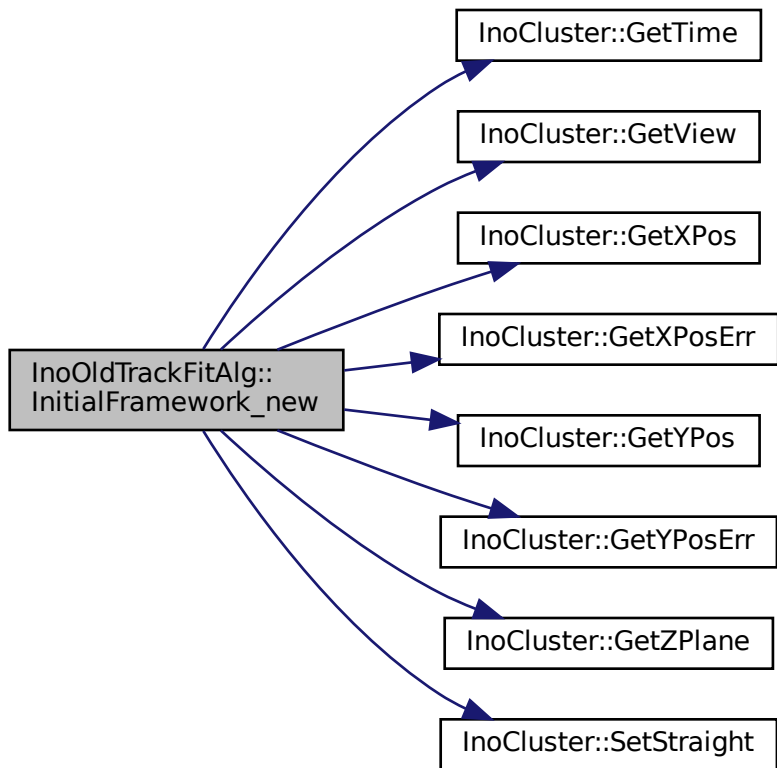 InoCluster::GetTime
InoCluster::GetView
InoCluster::GetXPos
InoCluster::GetXPosErr
InoOldTrackFitAlg::
InitialFramework_new
InoCluster::GetYPos
InoCluster::GetYPosErr
InoCluster::GetZPlane
InoCluster::SetStraight